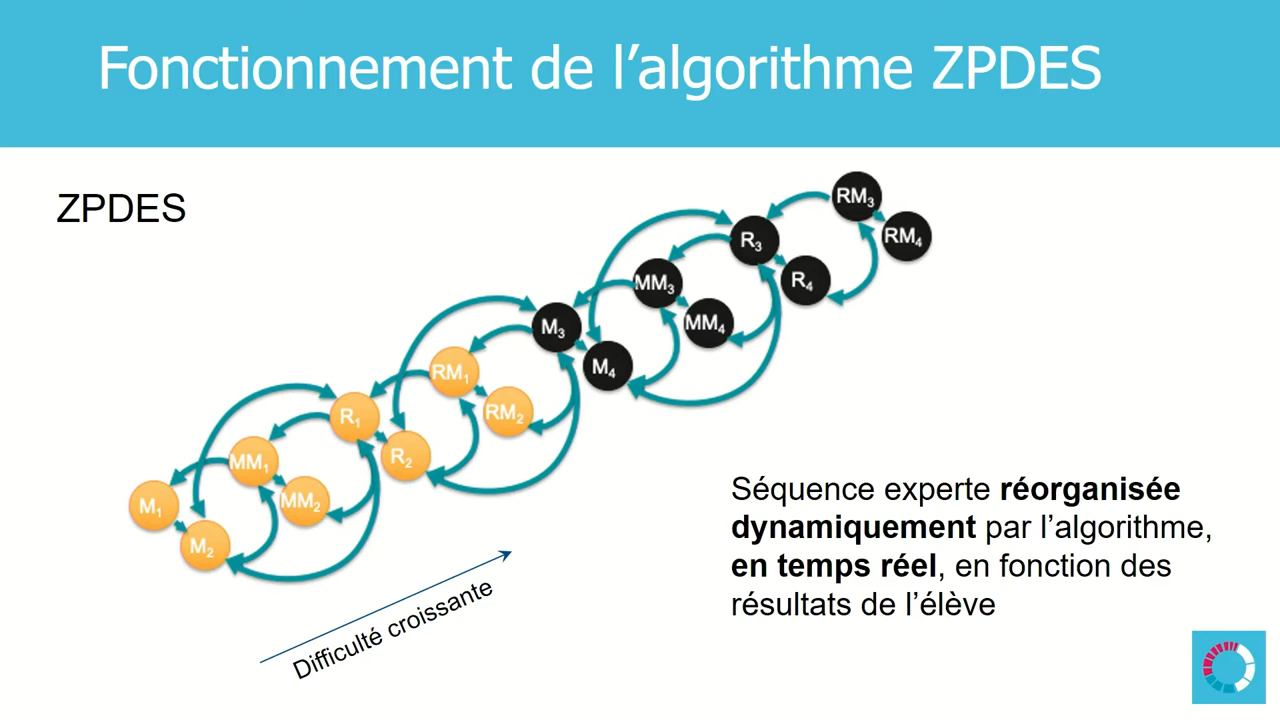 Fonctionnement de l’algorithme ZPDES
ZPDES
RM₃
RM₄
R₃
R₄
MM₃
MM₄
M₃
M₄
RM₁
RM₂
R₁
R₂
MM₁
MM₂
M₁
M₂
Difficulté croissante
Séquence experte réorganisée
dynamiquement par l’algorithme,
en temps réel, en fonction des
résultats de l’élève